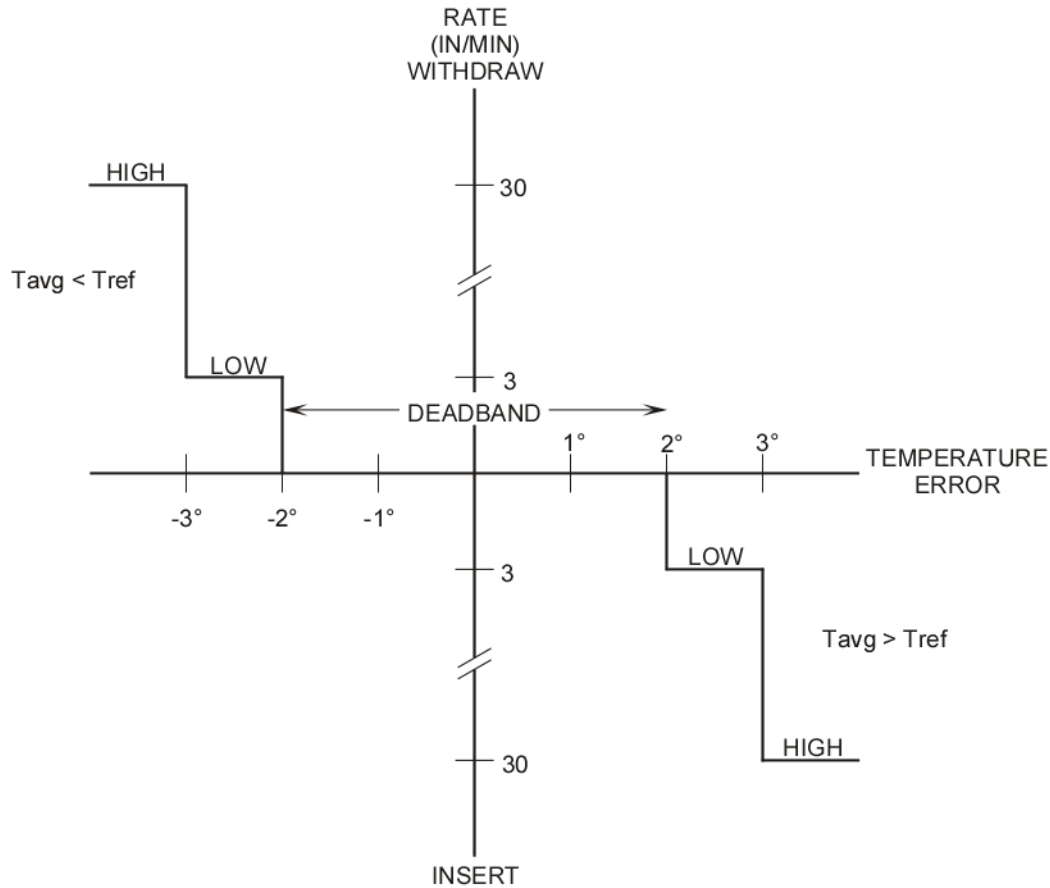 RATE
(IN/MIN)
WITHDRAW
HIGH
30
Tavg < Tref
LOW
3
DEADBAND
1°
2°
3°
TEMPERATURE
ERROR
-3°
-2°
-1°
LOW
3
Tavg > Tref
HIGH
30
INSERT